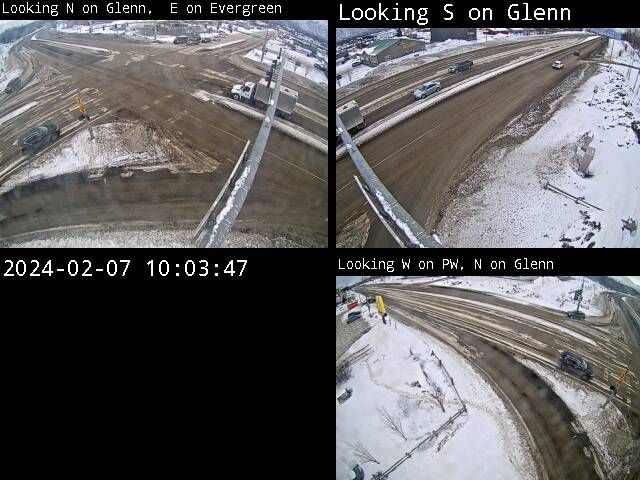 Looking N on Glenn,  E on Evergreen
Looking S on Glenn
2024-02-07 10:03:47
Looking W on PW, N on Glenn